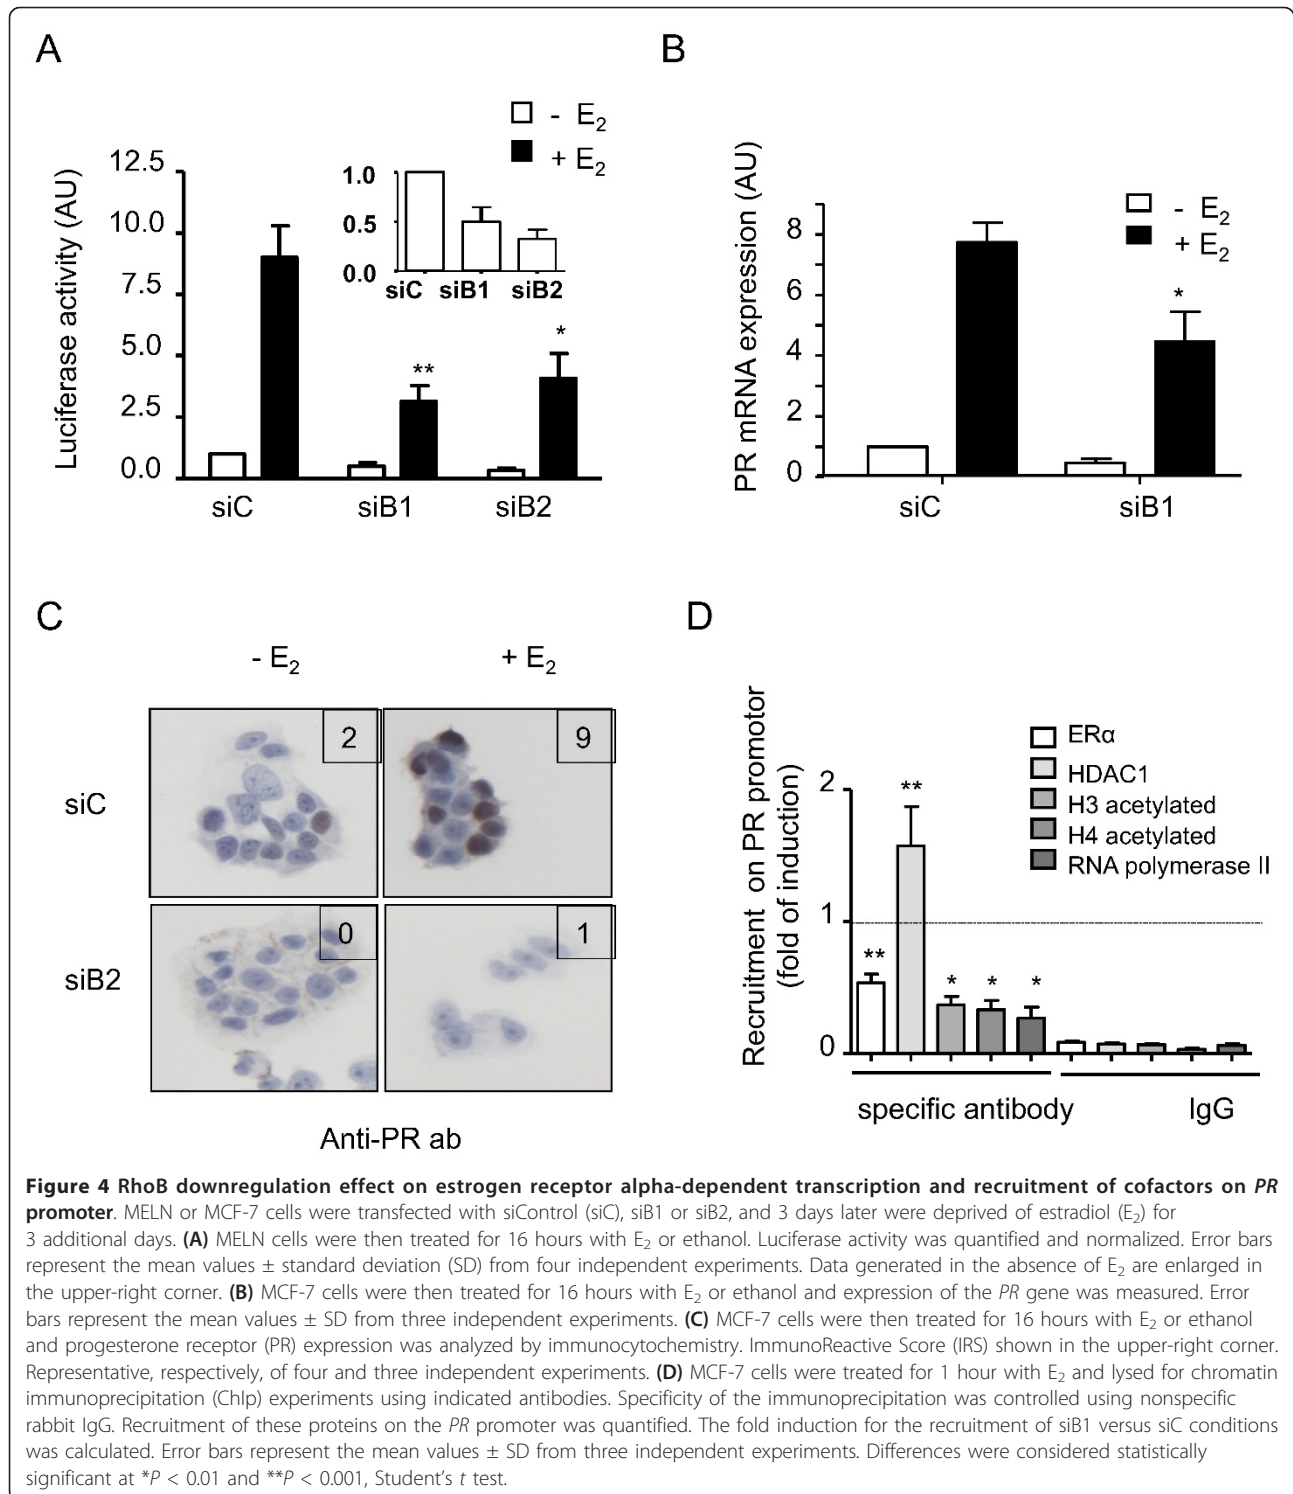 A
- E2
+ E2
Luciferase activity (AU)
12.5
10.0
7.5
5.0
2.5
0.0
1.0
0.5
0.0
siC siB1 siB2
**
*
siC siB1 siB2
B
- E2
+ E2
PR mRNA expression (AU)
8
6
4
2
0
*
siC siB1
C
- E2 + E2
siC
2
9
siB2
0
1
Anti-PR ab
D
Recruitment on PR promotor
(fold of induction)
ERα
HDAC1
H3 acetylated
H4 acetylated
RNA polymerase II
2
1
0
**
**
* * *
specific antibody IgG
Figure 4 RhoB downregulation effect on estrogen receptor alpha-dependent transcription and recruitment of cofactors on PR
promoter. MELN or MCF-7 cells were transfected with siControl (siC), siB1 or siB2, and 3 days later were deprived of estradiol (E2) for
3 additional days. (A) MELN cells were then treated for 16 hours with E2 or ethanol. Luciferase activity was quantified and normalized. Error bars
represent the mean values ± standard deviation (SD) from four independent experiments. Data generated in the absence of E2 are enlarged in
the upper-right corner. (B) MCF-7 cells were then treated for 16 hours with E2 or ethanol and expression of the PR gene was measured. Error
bars represent the mean values ± SD from three independent experiments. (C) MCF-7 cells were then treated for 16 hours with E2 or ethanol
and progesterone receptor (PR) expression was analyzed by immunocytochemistry. ImmunoReactive Score (IRS) shown in the upper-right corner.
Representative, respectively, of four and three independent experiments. (D) MCF-7 cells were treated for 1 hour with E2 and lysed for chromatin
immunoprecipitation (ChIp) experiments using indicated antibodies. Specificity of the immunoprecipitation was controlled using nonspecific
rabbit IgG. Recruitment of these proteins on the PR promoter was quantified. The fold induction for the recruitment of siB1 versus siC conditions
was calculated. Error bars represent the mean values ± SD from three independent experiments. Differences were considered statistically
significant at *P < 0.01 and **P < 0.001, Student's t test.